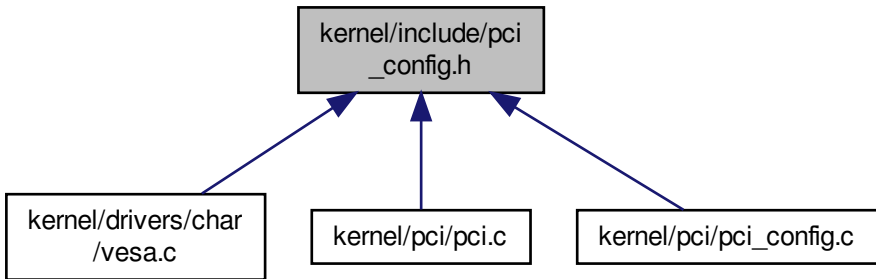 kernel/include/pci
_config.h
kernel/drivers/char
/vesa.c
kernel/pci/pci.c
kernel/pci/pci_config.c